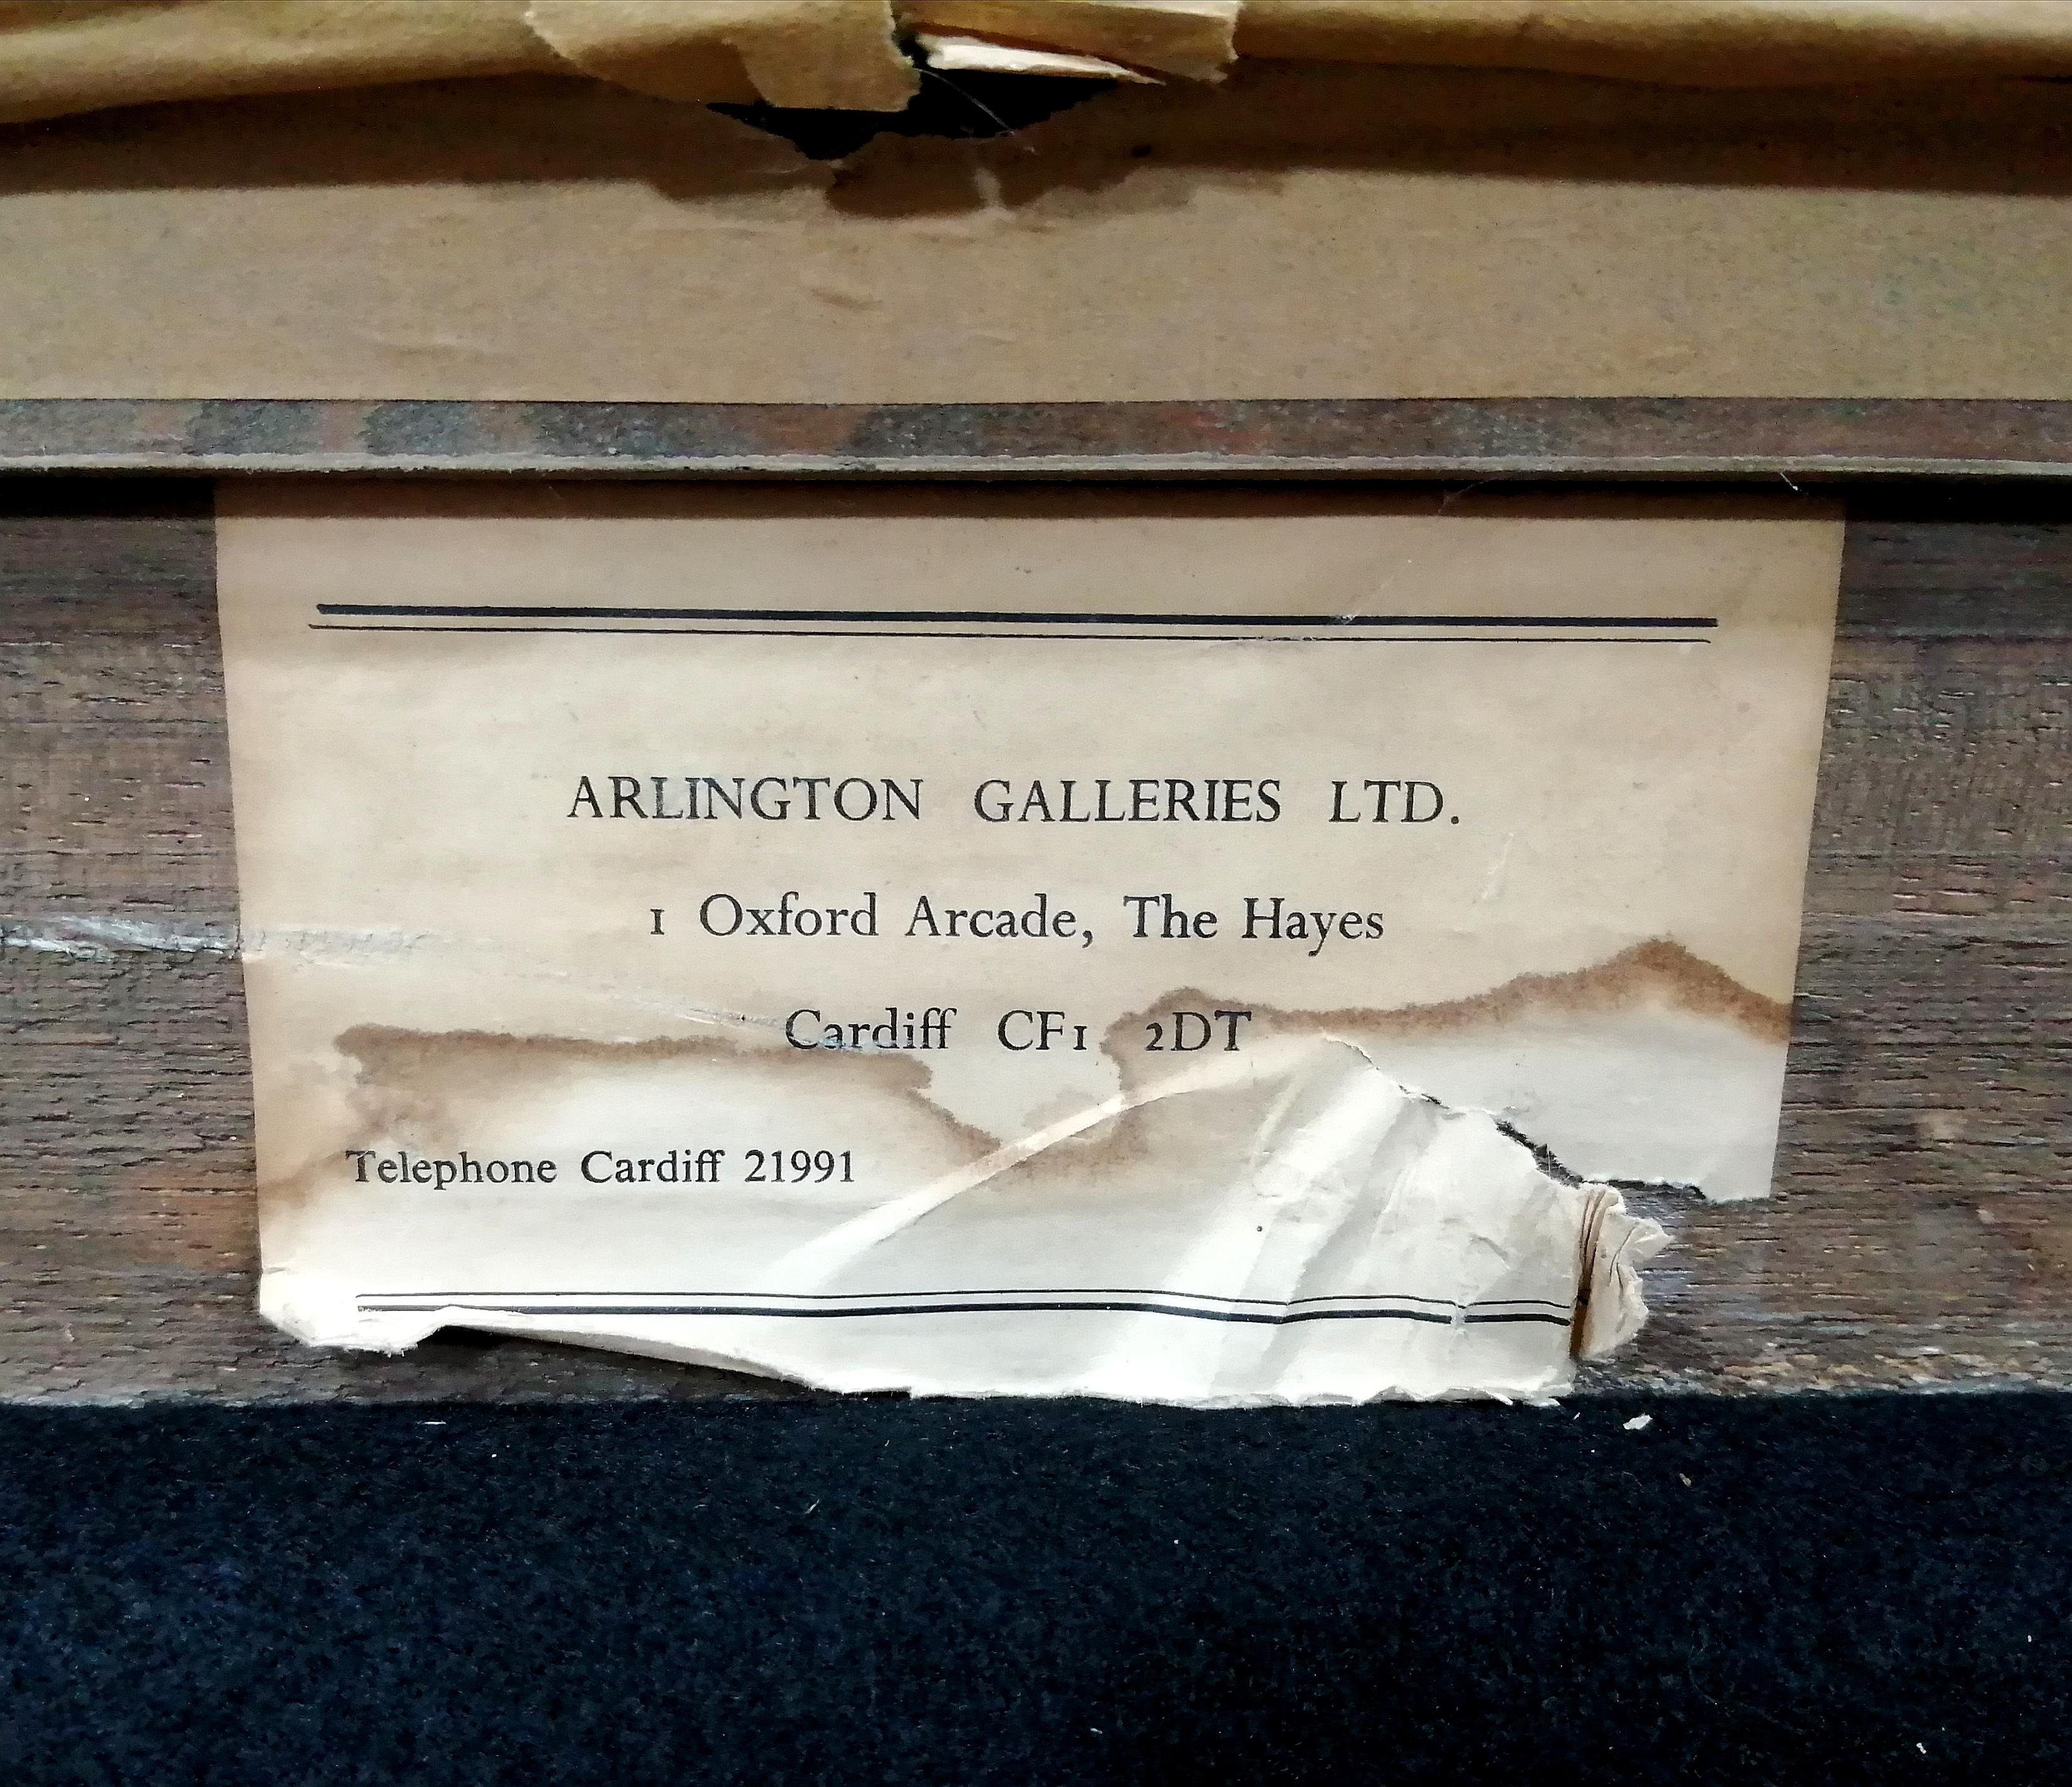 ARLINGTON GALLERIES LTD.
1 Oxford Arcade, The Hayes
Cardiff CF1 2DT
Telephone Cardiff 21991